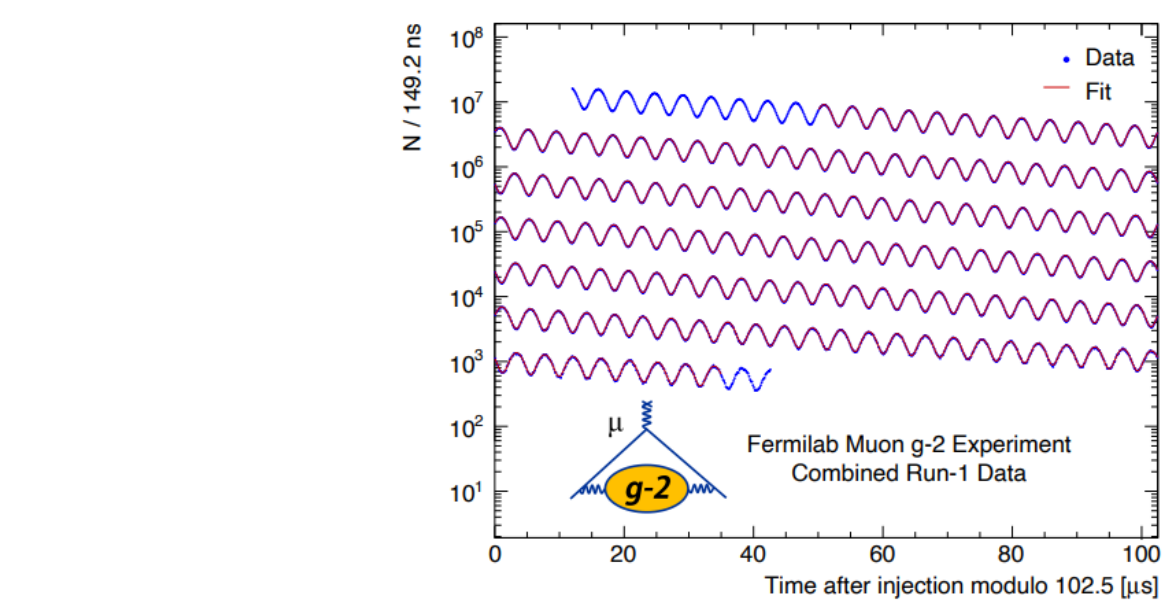 N / 149.2 ns
10⁸
10⁷
10⁶
10⁵
10⁴
10³
10²
10¹
Data
Fit
μ
g-2
Fermilab Muon g-2 Experiment
Combined Run-1 Data
0 20 40 60 80 100
Time after injection modulo 102.5 [μs]